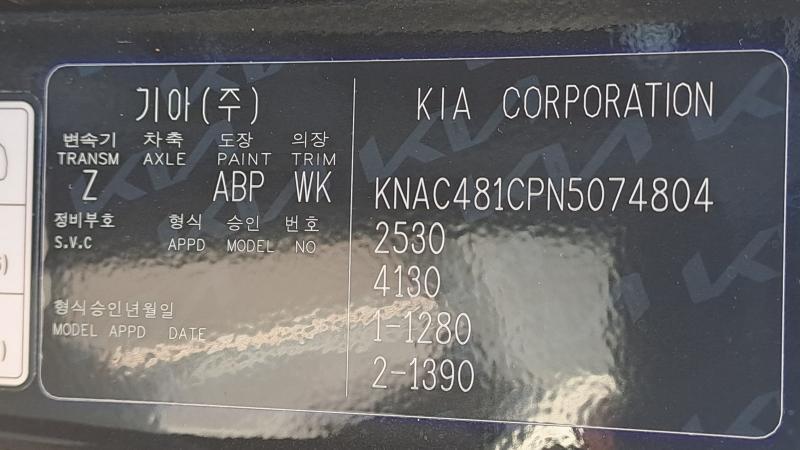 기아(주)
변속기 차축 도장 의장
TRANSM AXLE PAINT TRIM
Z ABP WK
정비부호 형식 승인 번호
S.V.C APPD MODEL NO
형식승인년월일
MODEL APPD DATE
KIA CORPORATION
KNAC481CPN5074804
2530
4130
1-1280
2-1390